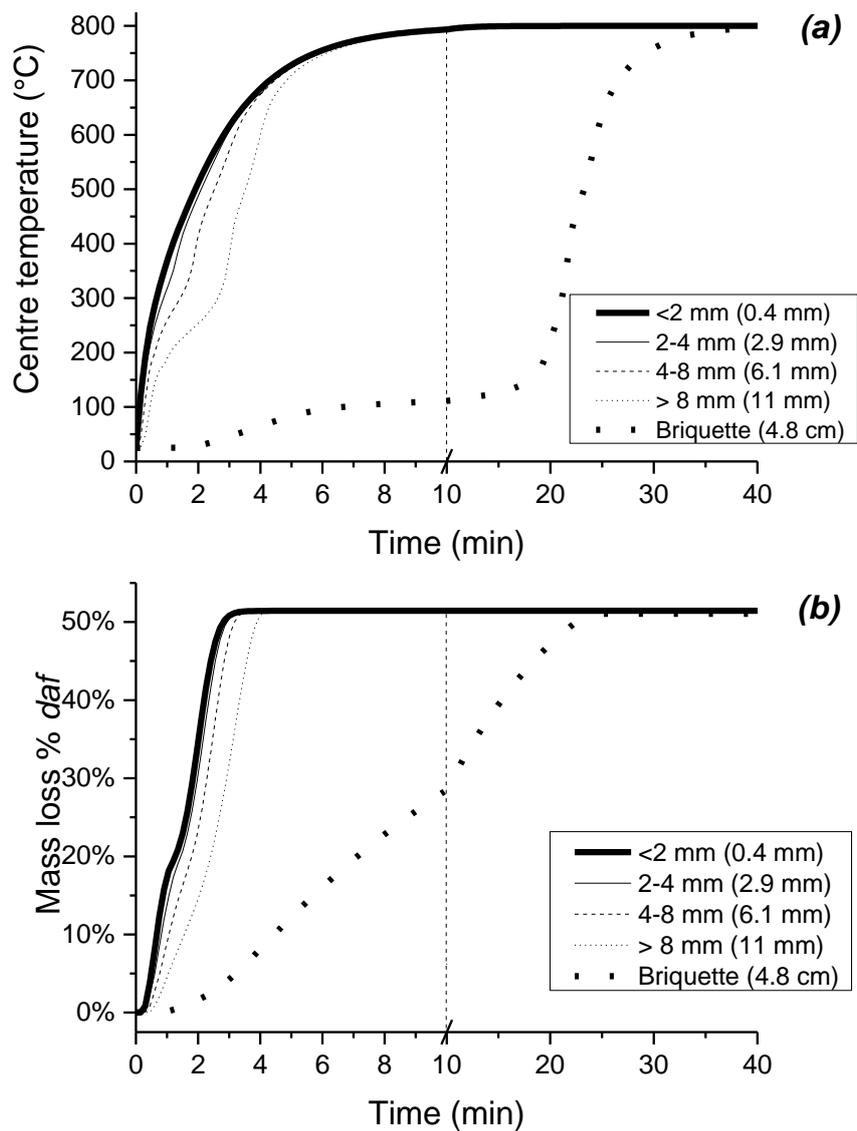 (a)
800
700
600
500
400
300
200
100
0
Centre temperature (°C)
<2 mm (0.4 mm)
2-4 mm (2.9 mm)
4-8 mm (6.1 mm)
> 8 mm (11 mm)
Briquette (4.8 cm)
0 2 4 6 8 10 20 30 40
Time (min)
(b)
50%
40%
30%
20%
10%
0%
Mass loss % daf
<2 mm (0.4 mm)
2-4 mm (2.9 mm)
4-8 mm (6.1 mm)
> 8 mm (11 mm)
Briquette (4.8 cm)
0 2 4 6 8 10 20 30 40
Time (min)